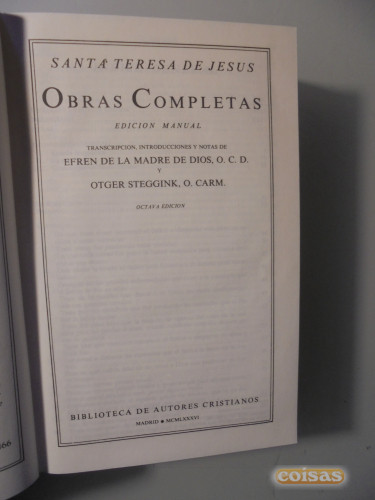 SANTA TERESA DE JESUS
OBRAS COMPLETAS
EDICION MANUAL
TRANSCRIPCION, INTRODUCCIONES Y NOTAS DE
EFREN DE LA MADRE DE DIOS, O. C. D.
Y
OTGER STEGGINK, O. CARM.
OCTAVA EDICION
BIBLIOTECA DE AUTORES CRISTIANOS
MADRID ● MCMLXXXVI
66
coisas